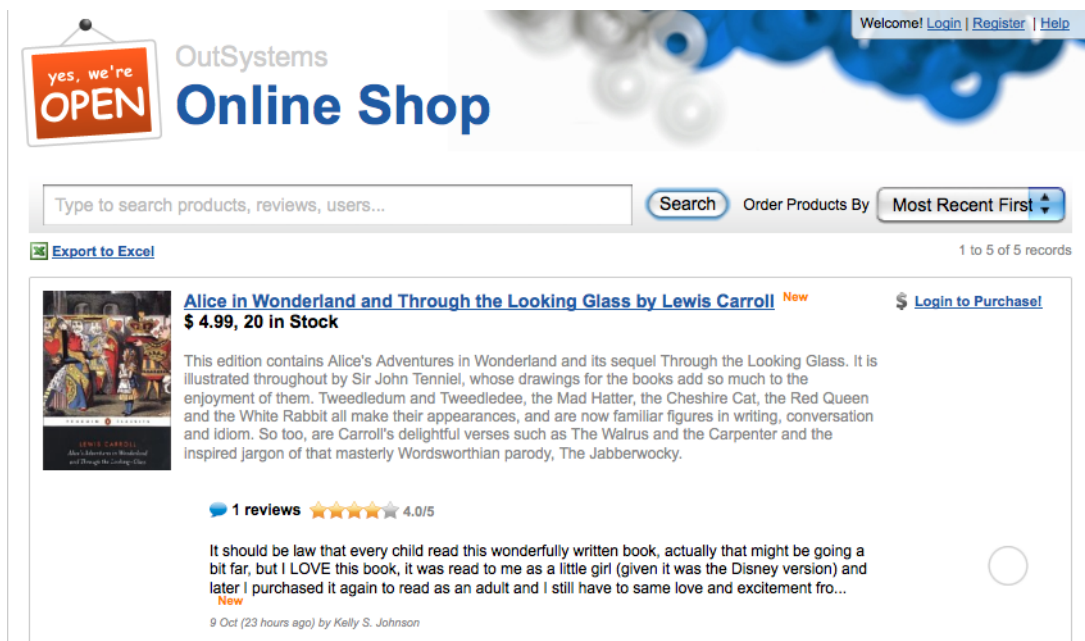 Welcome! Login | Register | Help
yes, we're
OPEN
OutSystems
Online Shop
Type to search products, reviews, users...
Search
Order Products By
Most Recent First
Export to Excel
1 to 5 of 5 records
Alice in Wonderland and Through the Looking Glass by Lewis Carroll New
$ Login to Purchase!
$ 4.99, 20 in Stock
This edition contains Alice's Adventures in Wonderland and its sequel Through the Looking Glass. It is
illustrated throughout by Sir John Tenniel, whose drawings for the books add so much to the
enjoyment of them. Tweedledum and Tweedledee, the Mad Hatter, the Cheshire Cat, the Red Queen
and the White Rabbit all make their appearances, and are now familiar figures in writing, conversation
and idiom. So too, are Carroll's delightful verses such as The Walrus and the Carpenter and the
inspired jargon of that masterly Wordsworthian parody, The Jabberwocky.
LEWIS CARROLL
Alice's Adventures in Wonderland
and Through the Looking-Glass
1 reviews
4.0/5
It should be law that every child read this wonderfully written book, actually that might be going a
bit far, but I LOVE this book, it was read to me as a little girl (given it was the Disney version) and
later I purchased it again to read as an adult and I still have to same love and excitement fro...
New
9 Oct (23 hours ago) by Kelly S. Johnson